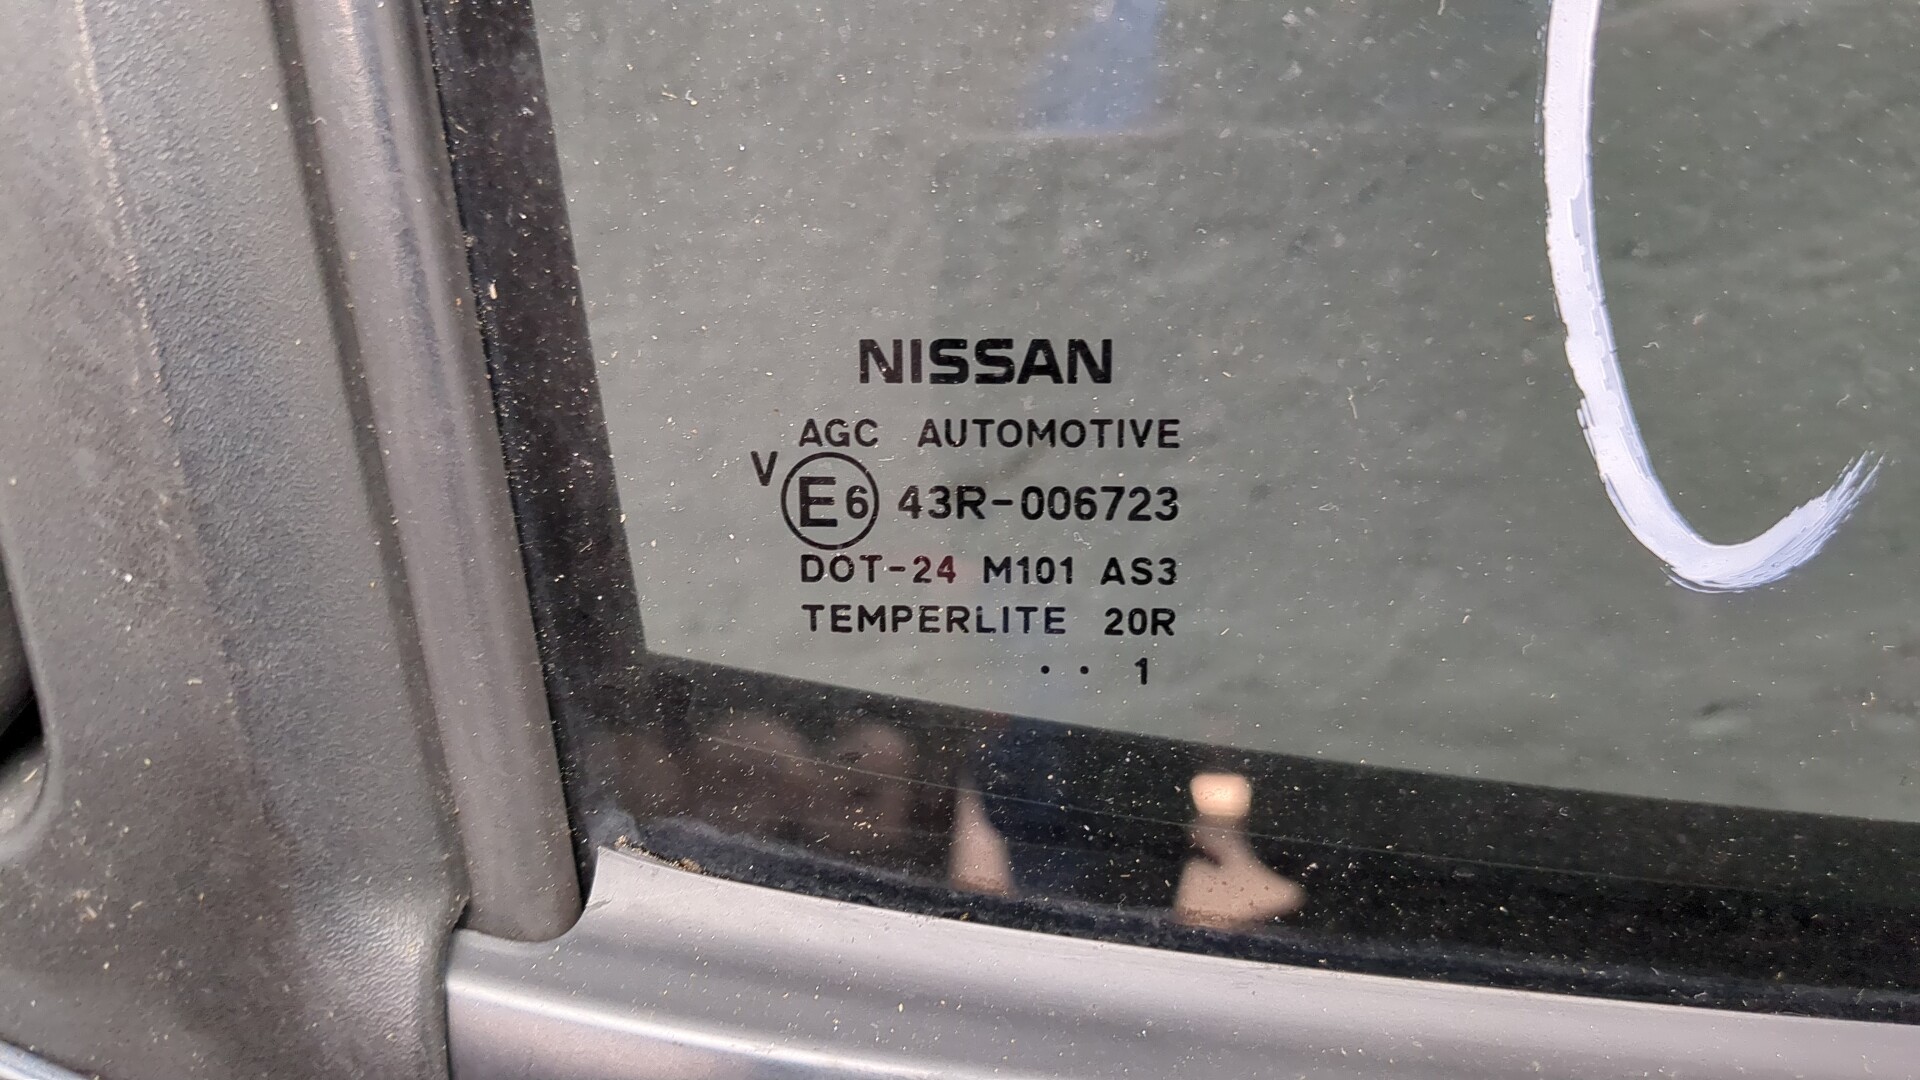 NISSAN
AGC AUTOMOTIVE
V E6 43R-006723
DOT-24 M101 AS3
TEMPERLITE 20R
. . 1